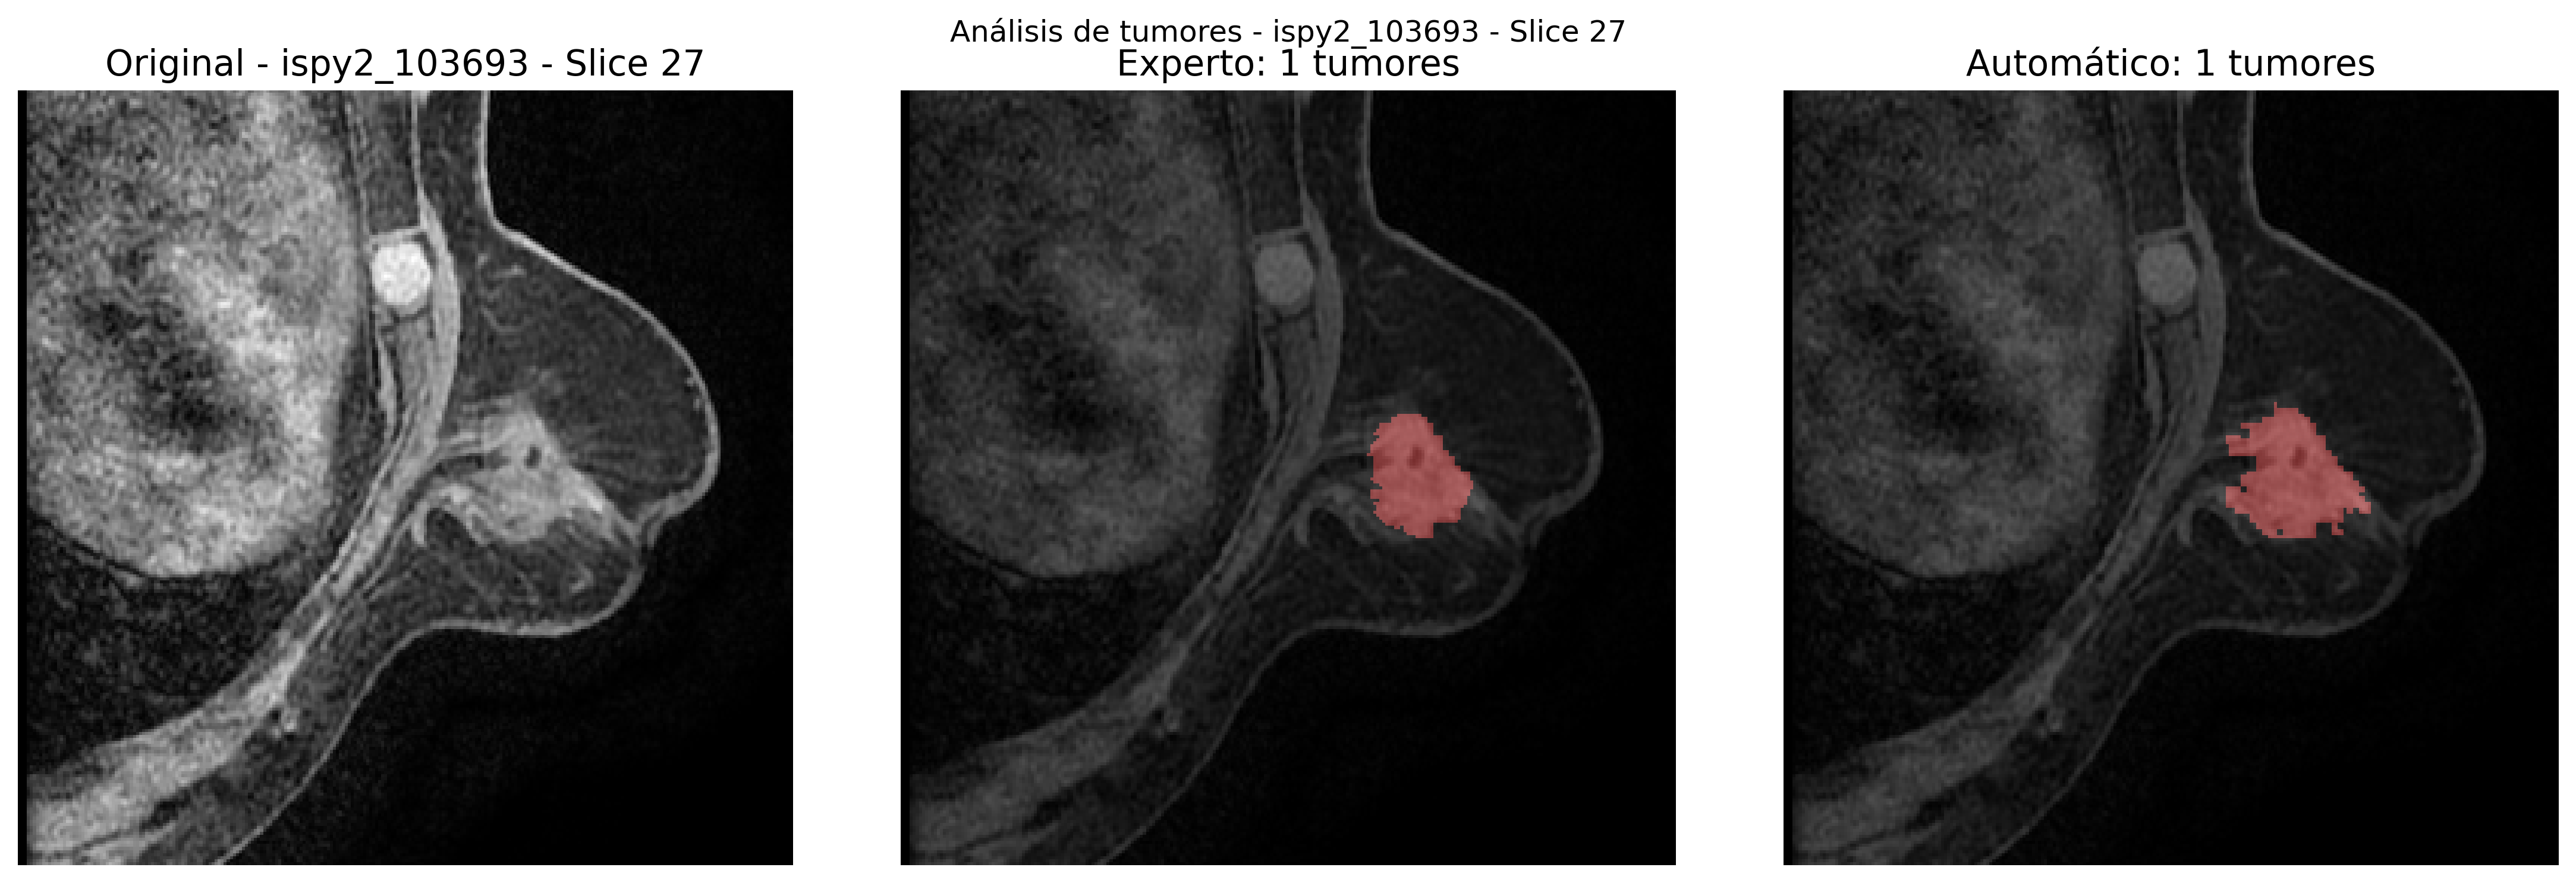 Análisis de tumores - ispy2_103693 - Slice 27
Original - ispy2_103693 - Slice 27
Experto: 1 tumores
Automático: 1 tumores